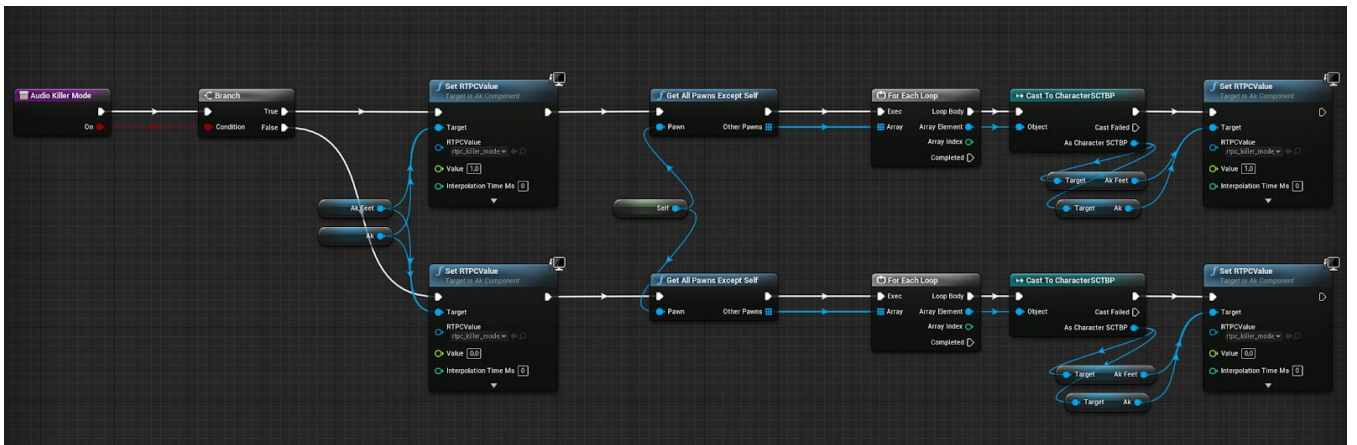 Audio Killer Mode
On
Branch
True
Condition
False
Set RTPCValue
Target is Ak Component
Target
RTPCValue
rtpc_killer_mode
Value 1,0
Interpolation Time Ms 0
Ak Feet
Ak
Get All Pawns Except Self
Pawn
Other Pawns
Self
For Each Loop
Exec
Loop Body
Array
Array Element
Array Index
Completed
Cast To CharacterSCTBP
Object
Cast Failed
As Character SCTBP
Target
Ak Feet
Target
Ak
Set RTPCValue
Target is Ak Component
Target
RTPCValue
rtpc_killer_mode
Value 1,0
Interpolation Time Ms 0
Set RTPCValue
Target is Ak Component
Target
RTPCValue
rtpc_killer_mode
Value 0,0
Interpolation Time Ms 0
Get All Pawns Except Self
Pawn
Other Pawns
For Each Loop
Exec
Loop Body
Array
Array Element
Array Index
Completed
Cast To CharacterSCTBP
Object
Cast Failed
As Character SCTBP
Target
Ak Feet
Target
Ak
Set RTPCValue
Target is Ak Component
Target
RTPCValue
rtpc_killer_mode
Value 0,0
Interpolation Time Ms 0